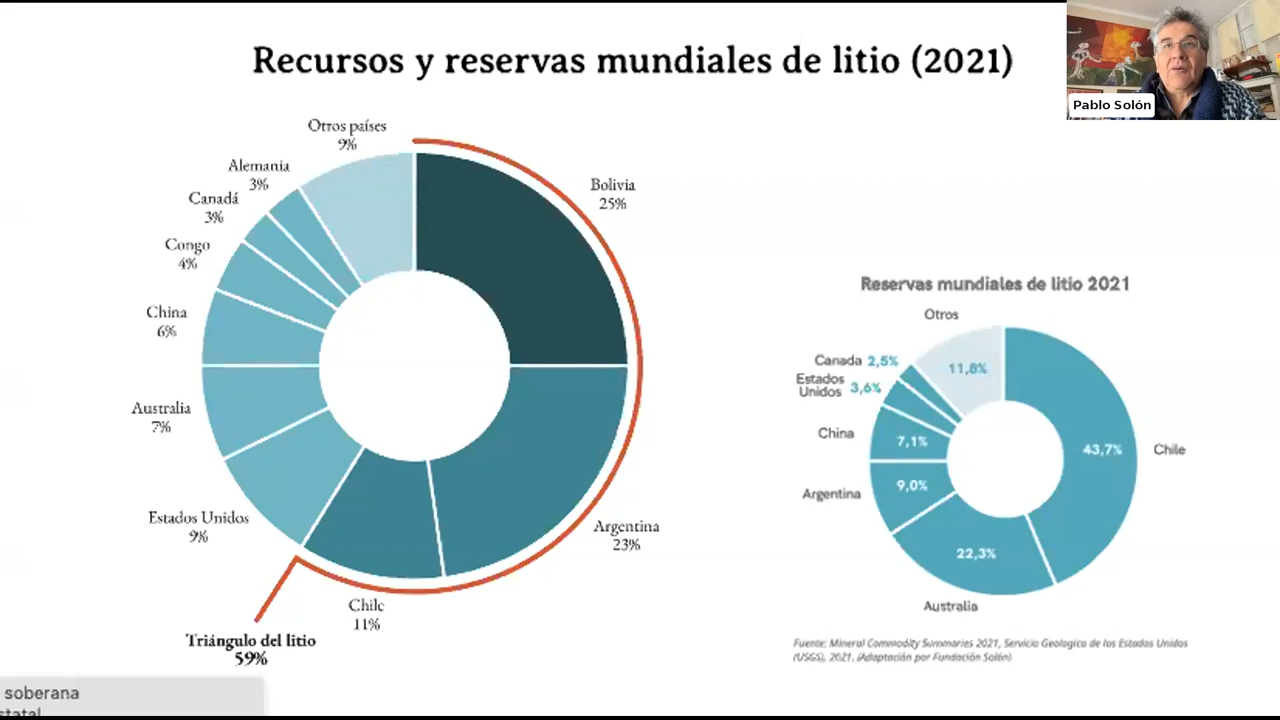 Recursos y reservas mundiales de litio (2021)
Pablo Solón
Otros países
9%
Alemania
3%
Canadá
3%
Congo
4%
China
6%
Australia
7%
Estados Unidos
9%
Bolivia
25%
Argentina
23%
Chile
11%
Triángulo del litio
59%
Reservas mundiales de litio 2021
Otros
11,8%
Canada 2,5%
Estados
Unidos 3,6%
China
7,1%
Argentina
9,0%
22,3%
Australia
43,7%
Chile
Fuente: Mineral Commodity Summaries 2021, Servicio Geologico de los Estados Unidos
(USGS), 2021, (Adaptación por Fundación Solón)
soberana